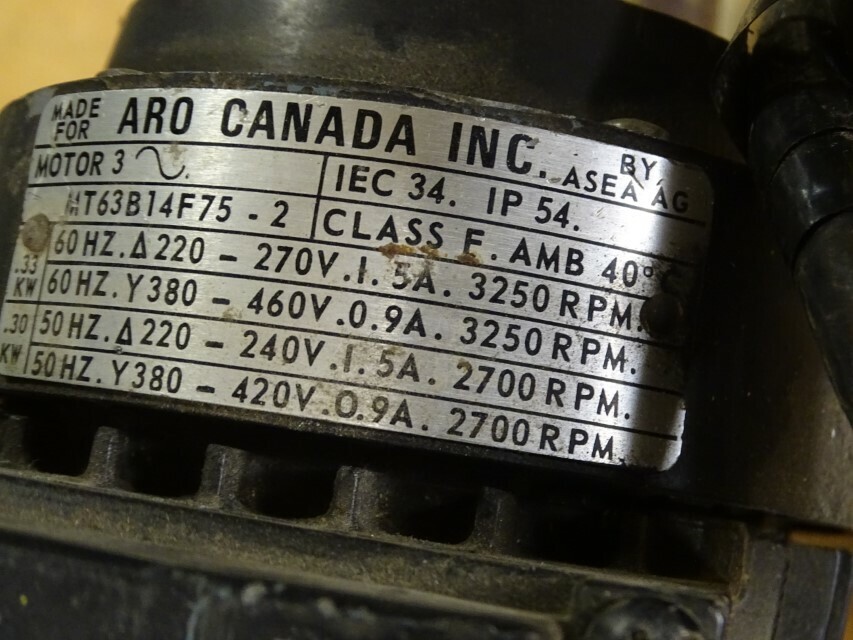 MADE FOR ARO CANADA INC. BY ASEA AG
MOTOR 3 ∿. IEC 34. IP 54.
MT63B14F75 - 2 CLASS F. AMB 40°C
.33 KW 60 HZ. Δ 220 - 270V. 1.5A. 3250 RPM.
60 HZ. Y 380 - 460V. 0.9A. 3250 RPM.
.30 KW 50 HZ. Δ 220 - 240V. 1.5A. 2700 RPM.
50 HZ. Y 380 - 420V. 0.9A. 2700 RPM